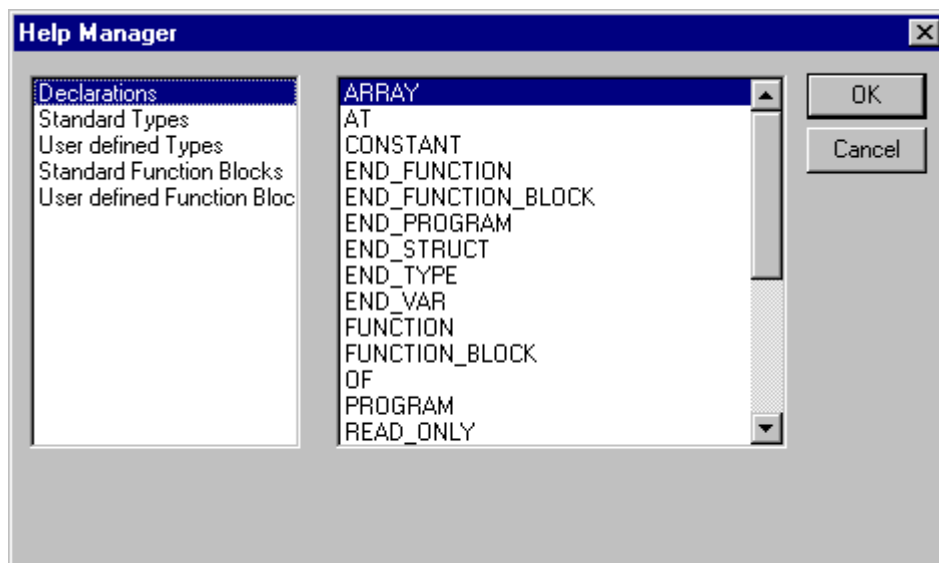 Help Manager
Declarations
Standard Types
User defined Types
Standard Function Blocks
User defined Function Bloc
ARRAY
AT
CONSTANT
END_FUNCTION
END_FUNCTION_BLOCK
END_PROGRAM
END_STRUCT
END_TYPE
END_VAR
FUNCTION
FUNCTION_BLOCK
OF
PROGRAM
READ_ONLY
OK
Cancel